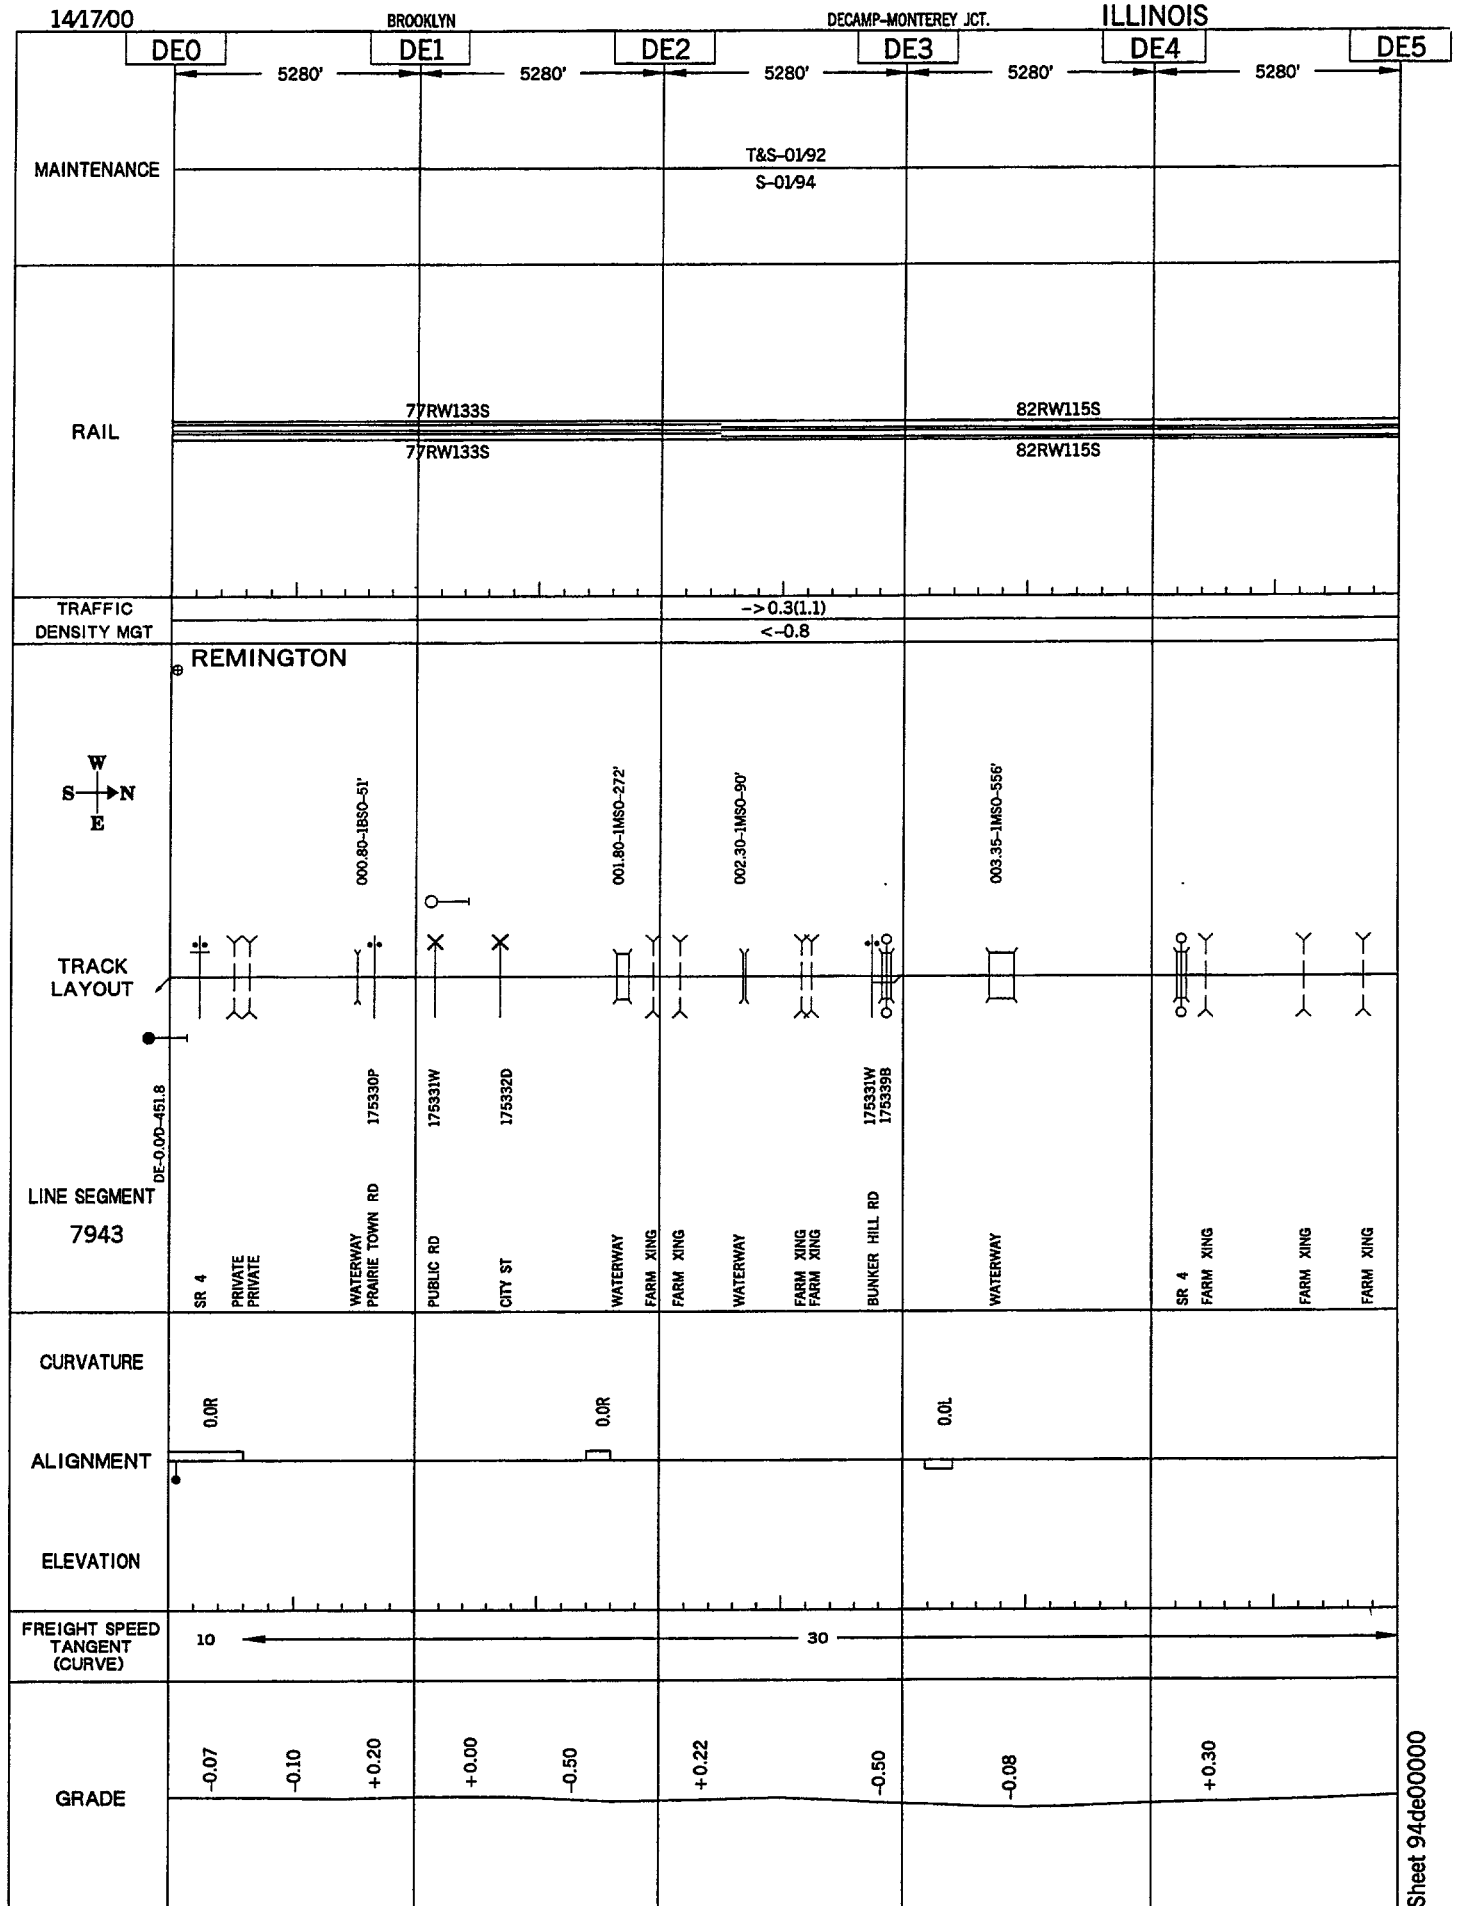 14/17/00 BROOKLYN DECAMP-MONTEREY JCT. ILLINOIS
DE0 DE1 DE2 DE3 DE4 DE5
5280' 5280' 5280' 5280' 5280'
MAINTENANCE
T&S-01/92
S-01/94
RAIL
77RW133S 82RW115S
77RW133S 82RW115S
TRAFFIC
DENSITY MGT
->0.3(1.1)
<-0.8
REMINGTON
W
S N
E
000.80-1BSO-51'
001.80-1MSO-272'
002.30-1MSO-90'
003.35-1MSO-556'
TRACK
LAYOUT
DE-0.0/D-451.8
175330P
175331W
175332D
175331W
175339B
LINE SEGMENT
7943
SR 4
PRIVATE
PRIVATE
WATERWAY
PRAIRIE TOWN RD
PUBLIC RD
CITY ST
WATERWAY
FARM XING
FARM XING
WATERWAY
FARM XING
FARM XING
BUNKER HILL RD
WATERWAY
SR 4
FARM XING
FARM XING
FARM XING
CURVATURE
0.0R 0.0R 0.0L
ALIGNMENT
ELEVATION
FREIGHT SPEED
TANGENT
(CURVE)
10 30
GRADE
-0.07 -0.10 +0.20 +0.00 -0.50 +0.22 -0.50 -0.08 +0.30
Sheet 94de00000